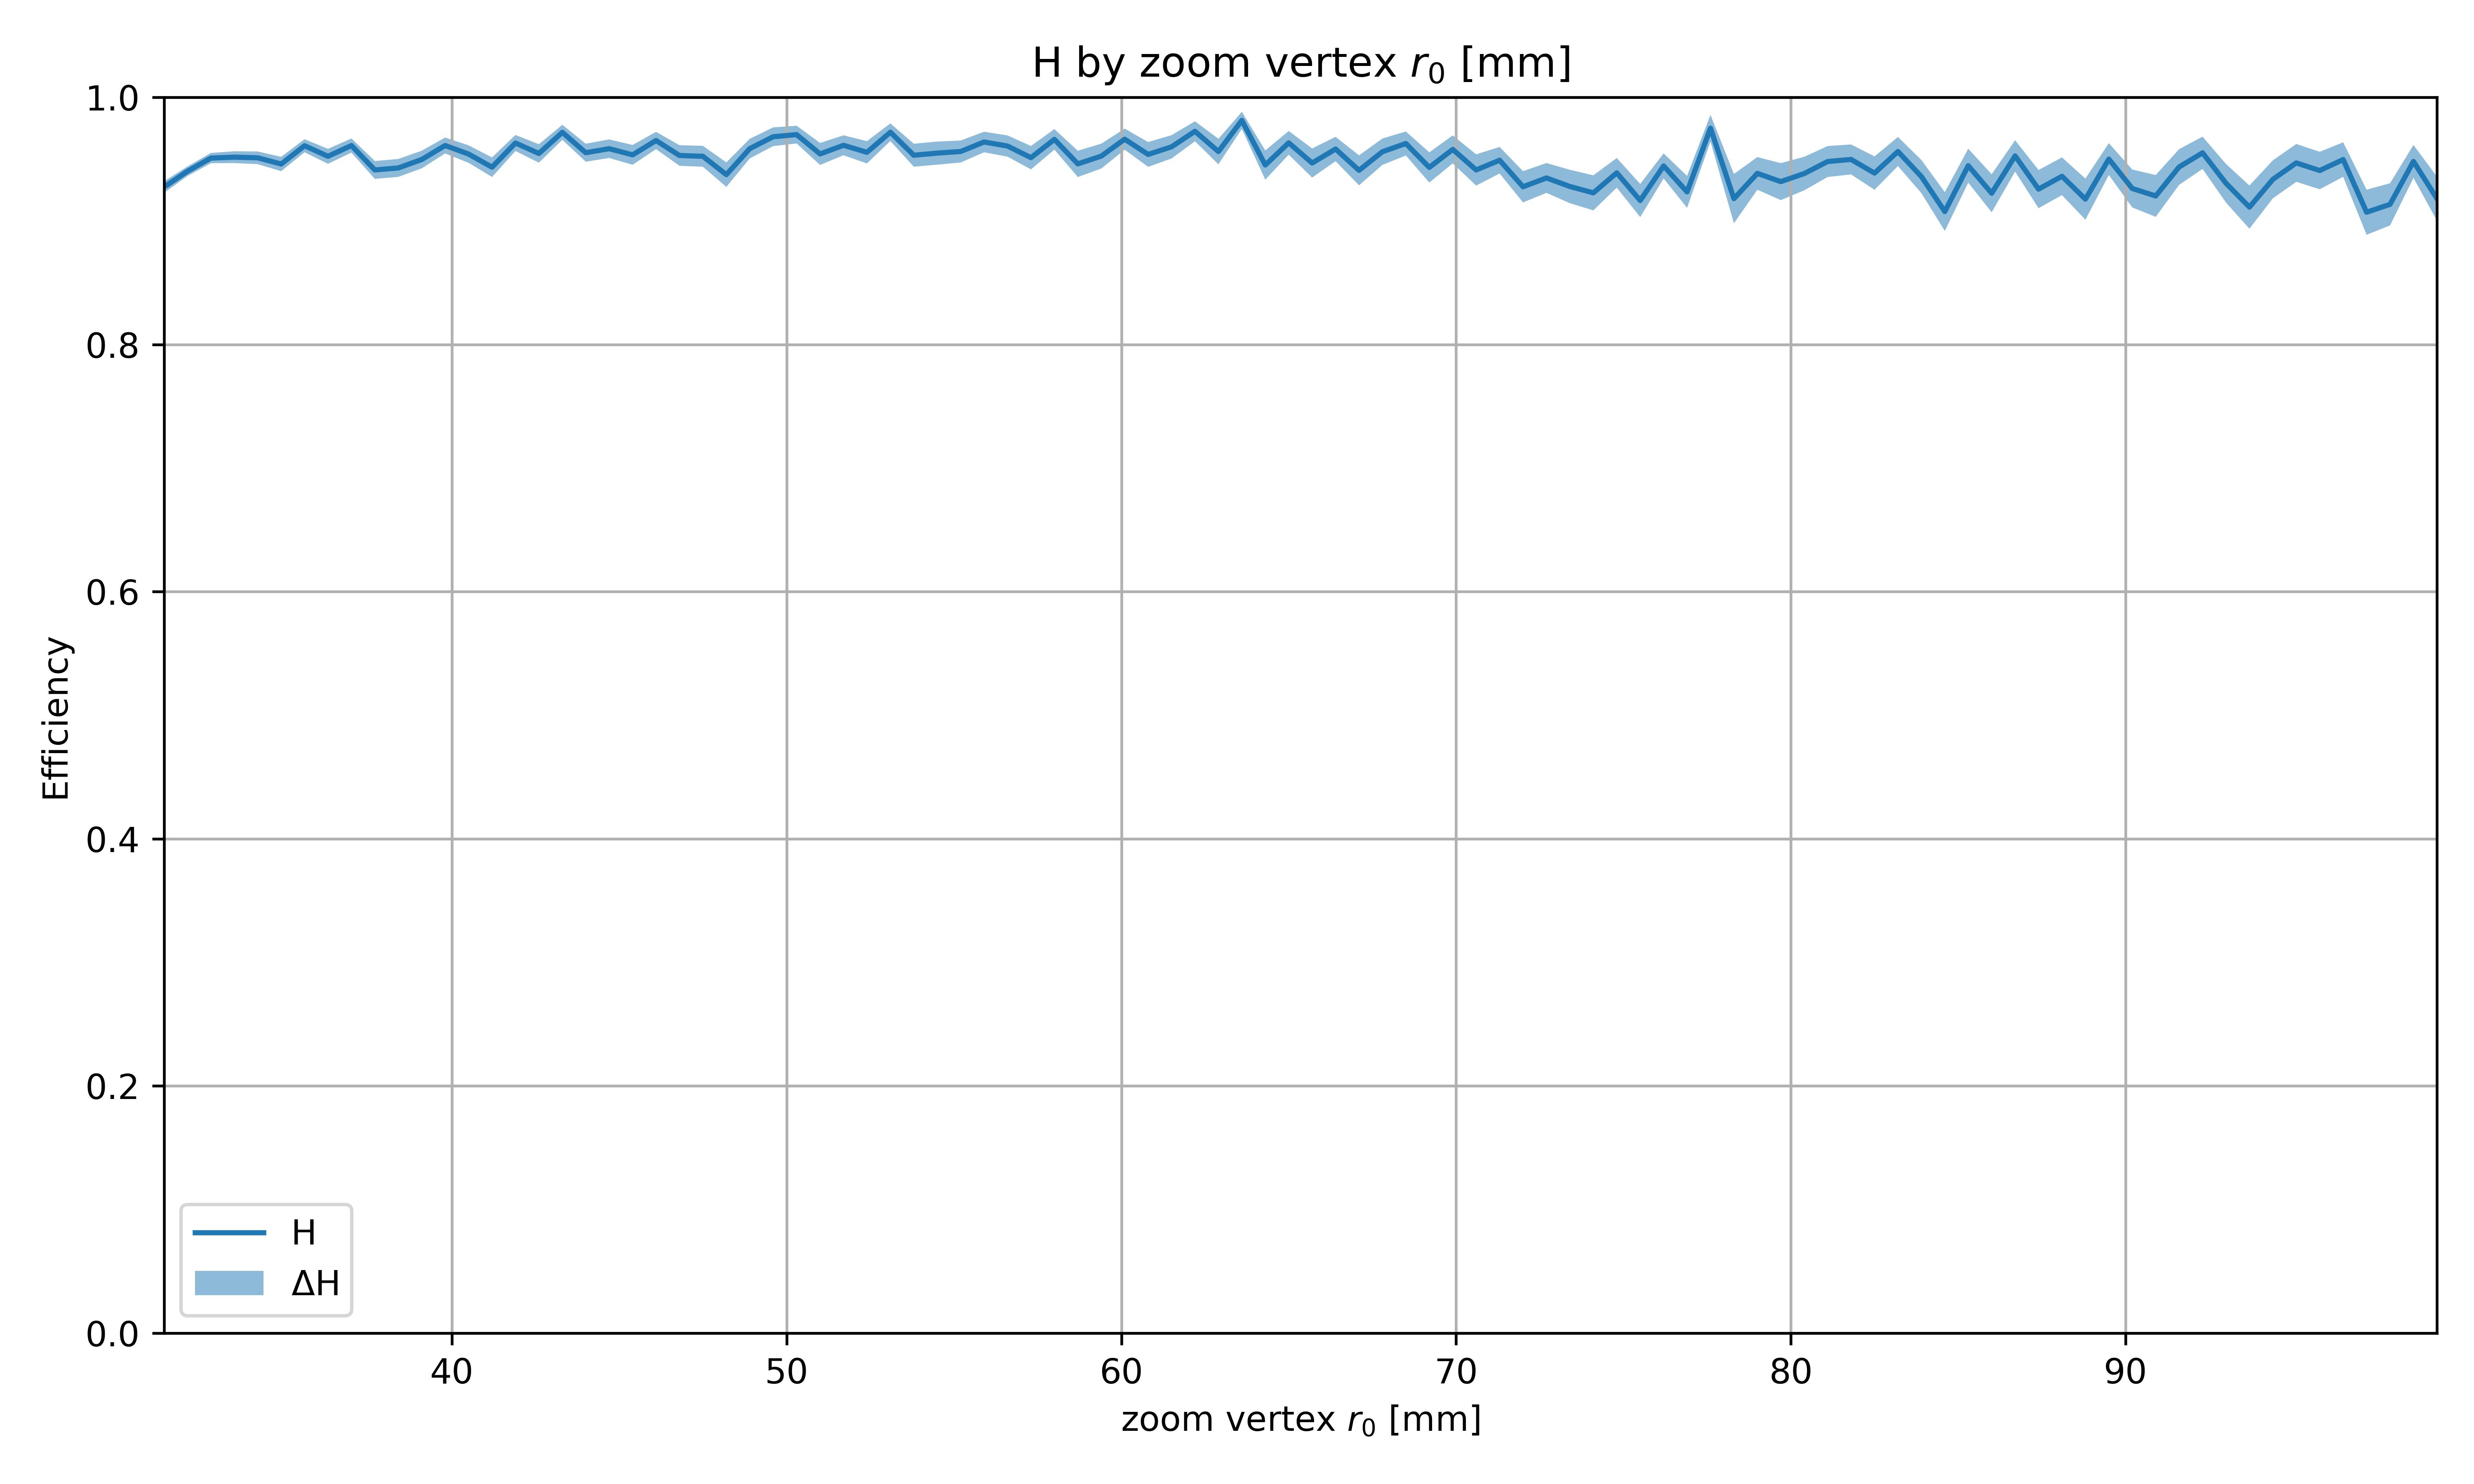 H by zoom vertex r₀ [mm]
1.0
0.8
0.6
0.4
0.2
0.0
Efficiency
H
ΔH
40 50 60 70 80 90
zoom vertex r₀ [mm]